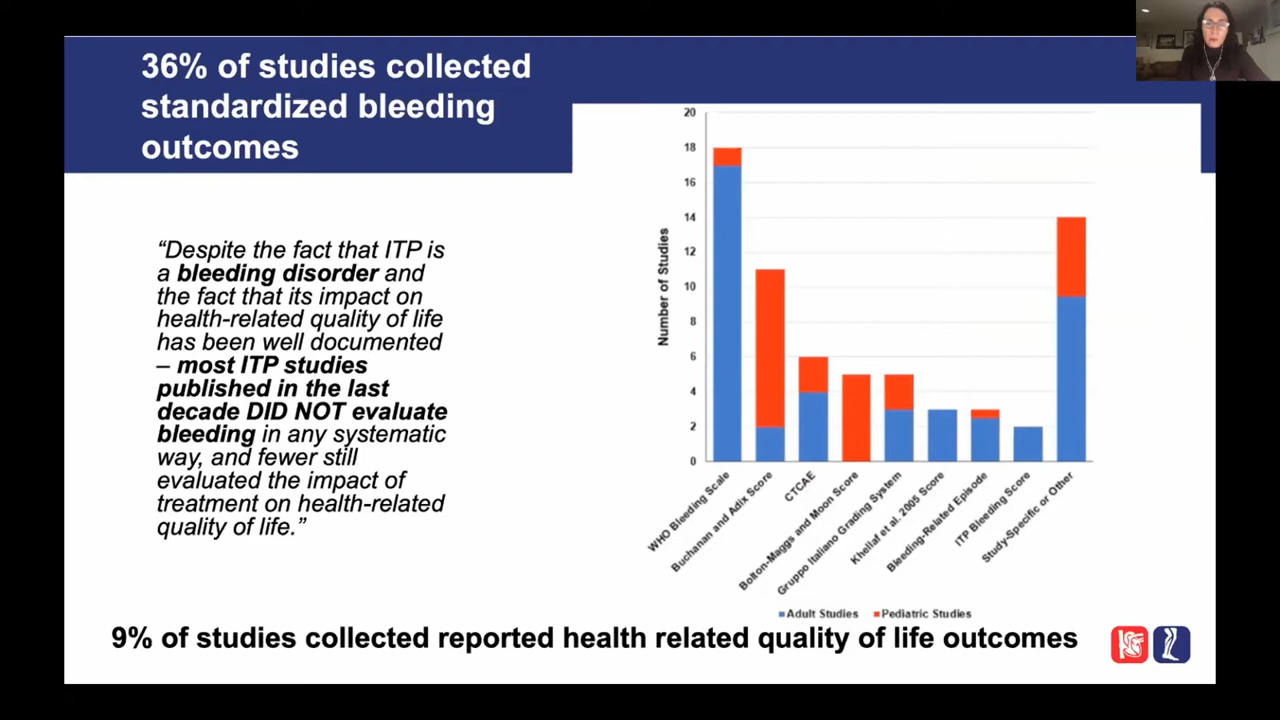 36% of studies collected
standardized bleeding
outcomes
“Despite the fact that ITP is
a bleeding disorder and
the fact that its impact on
health-related quality of life
has been well documented
– most ITP studies
published in the last
decade DID NOT evaluate
bleeding in any systematic
way, and fewer still
evaluated the impact of
treatment on health-related
quality of life.”
Number of Studies
20
18
16
14
12
10
8
6
4
2
0
WHO Bleeding Scale
Buchanan and Adix Score
CTCAE
Bolton-Maggs and Moon Score
Gruppo Italiano Grading System
Khellaf et al. 2005 Score
Bleeding-Related Episode
ITP Bleeding Score
Study-Specific or Other
Adult Studies
Pediatric Studies
9% of studies collected reported health related quality of life outcomes